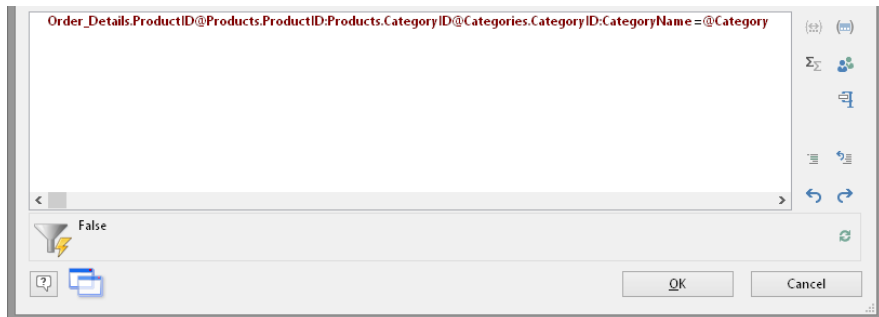 Order_Details.ProductID@Products.ProductID:Products.CategoryID@Categories.CategoryID:CategoryName=@Category
False
OK
Cancel